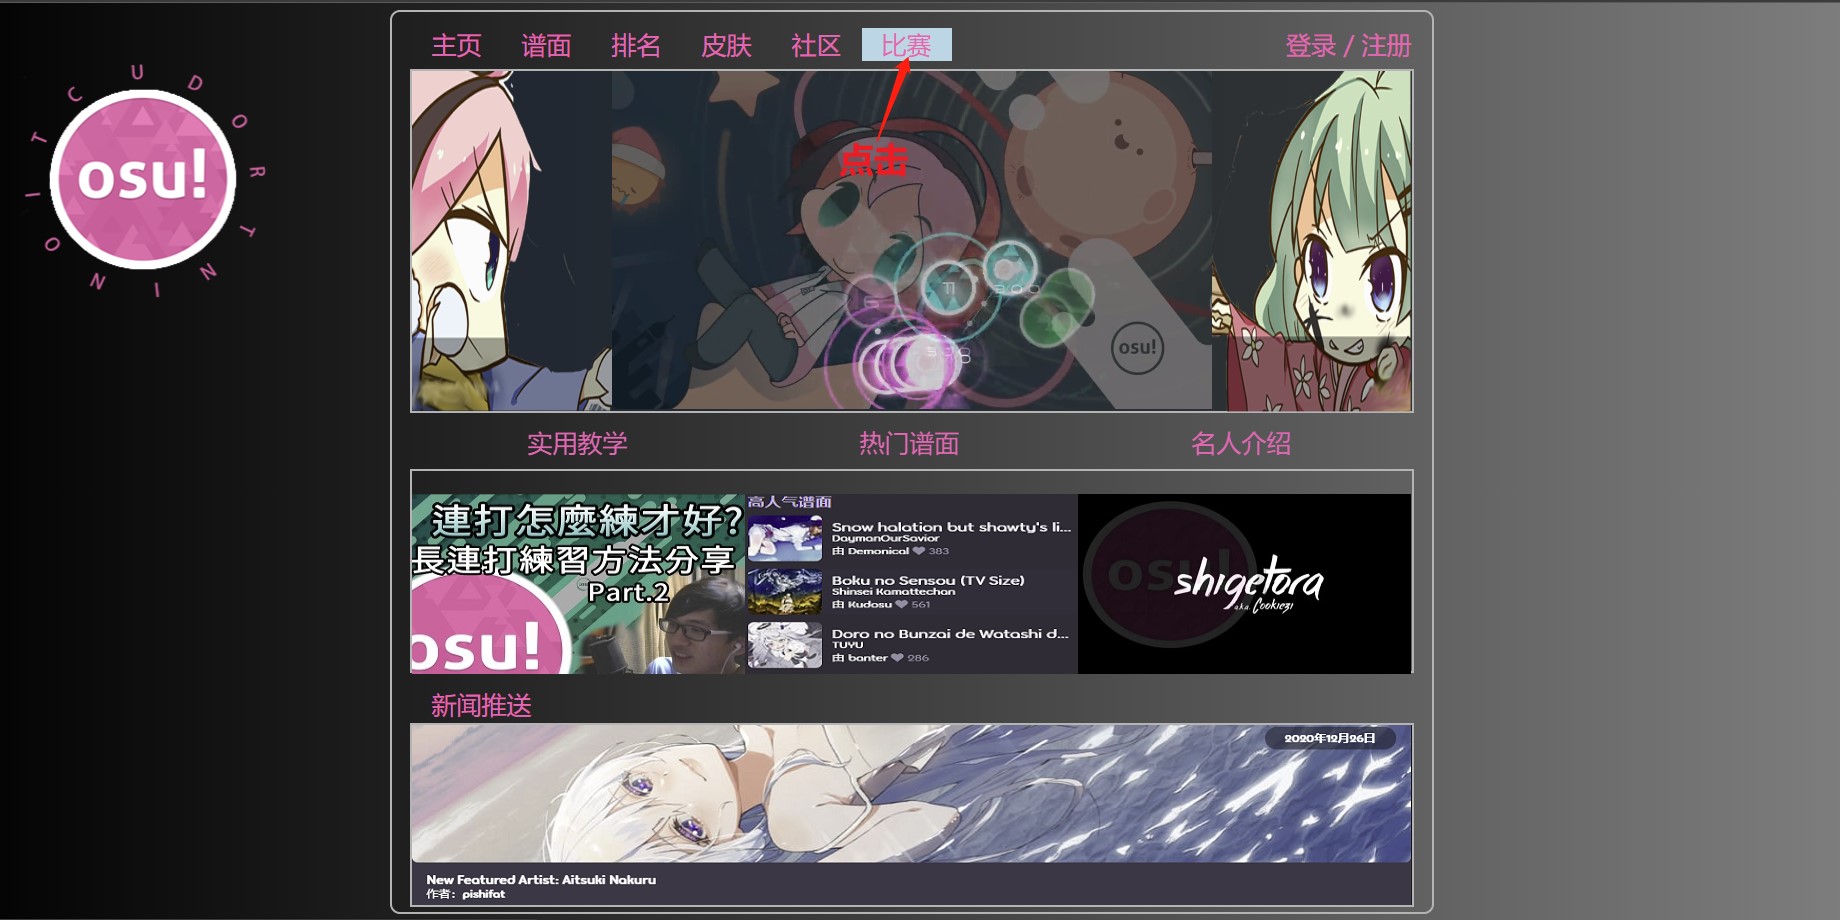 主页 谱面 排名 皮肤 社区 比赛 登录 / 注册
INTRODUCTION
osu!
点击
11
300
6
osu!
实用教学 热门谱面 名人介绍
連打怎麼練才好?
長連打練習方法分享
Part.2
osu!
高人气谱面
Snow halation but shawty's li...
DaymanOurSavior
由 Demonical 383
Boku no Sensou (TV Size)
Shinsei Kamattechan
由 Kudosu 561
Doro no Bunzai de Watashi d...
TUYU
由 banter 286
osu!
shigetora
a.k.a. Cookiezi
新闻推送
2020年12月26日
New Featured Artist: Aitsuki Nakuru
作者：pishifat